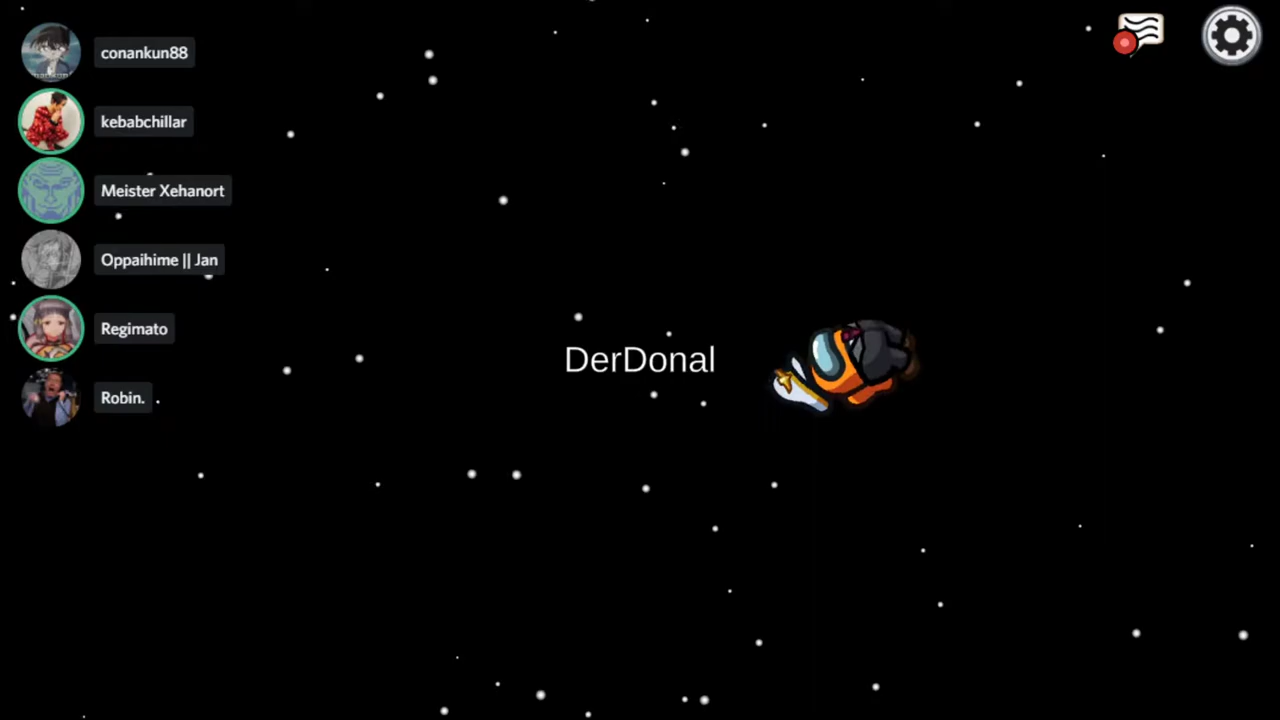 conankun88
kebabchillar
Meister Xehanort
Oppaihime || Jan
Regimato
Robin.
DerDonal